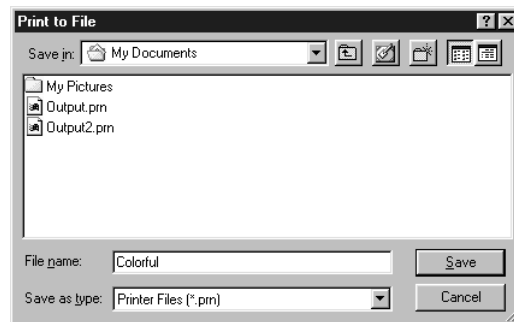 Print to File
Save in: My Documents
My Pictures
Output.prn
Output2.prn
File name: Colorful Save
Save as type: Printer Files (*.prn) Cancel